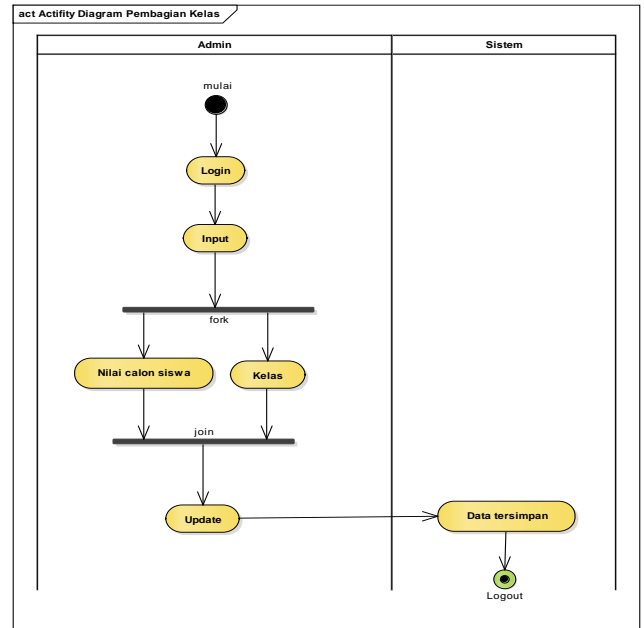 act Actifity Diagram Pembagian Kelas
Admin
Sistem
mulai
Login
Input
fork
Nilai calon siswa
Kelas
join
Update
Data tersimpan
Logout